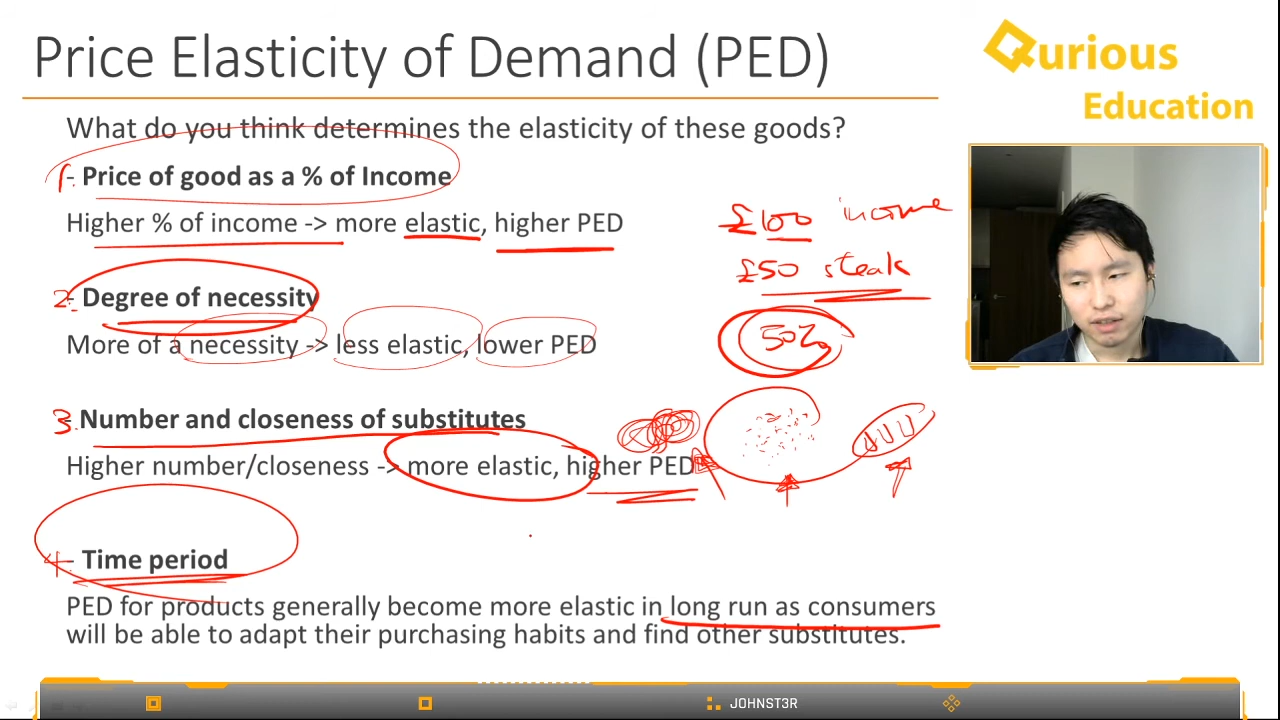 Price Elasticity of Demand (PED)
Qurious
Education
What do you think determines the elasticity of these goods?
1. - Price of good as a % of Income
Higher % of income -> more elastic, higher PED
£100 income
£50 steak
50%
2. - Degree of necessity
More of a necessity -> less elastic, lower PED
3. Number and closeness of substitutes
Higher number/closeness -> more elastic, higher PED
4 - Time period
PED for products generally become more elastic in long run as consumers
will be able to adapt their purchasing habits and find other substitutes.
JOHNST3R